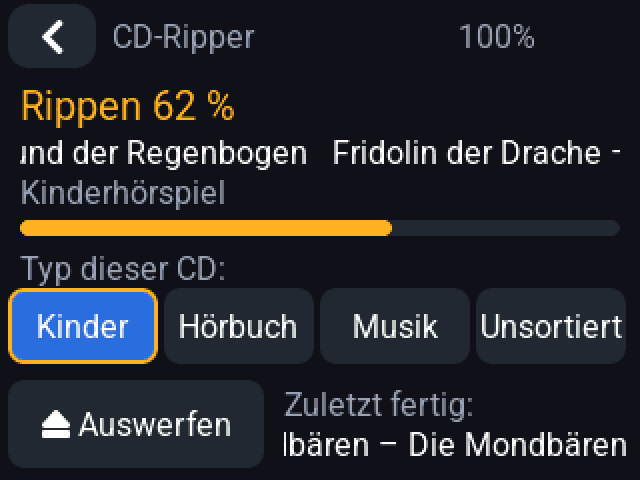 CD-Ripper 100%
Rippen 62 %
und der Regenbogen Fridolin der Drache -
Kinderhörspiel
Typ dieser CD:
Kinder Hörbuch Musik Unsortiert
Auswerfen
Zuletzt fertig:
lbären – Die Mondbären